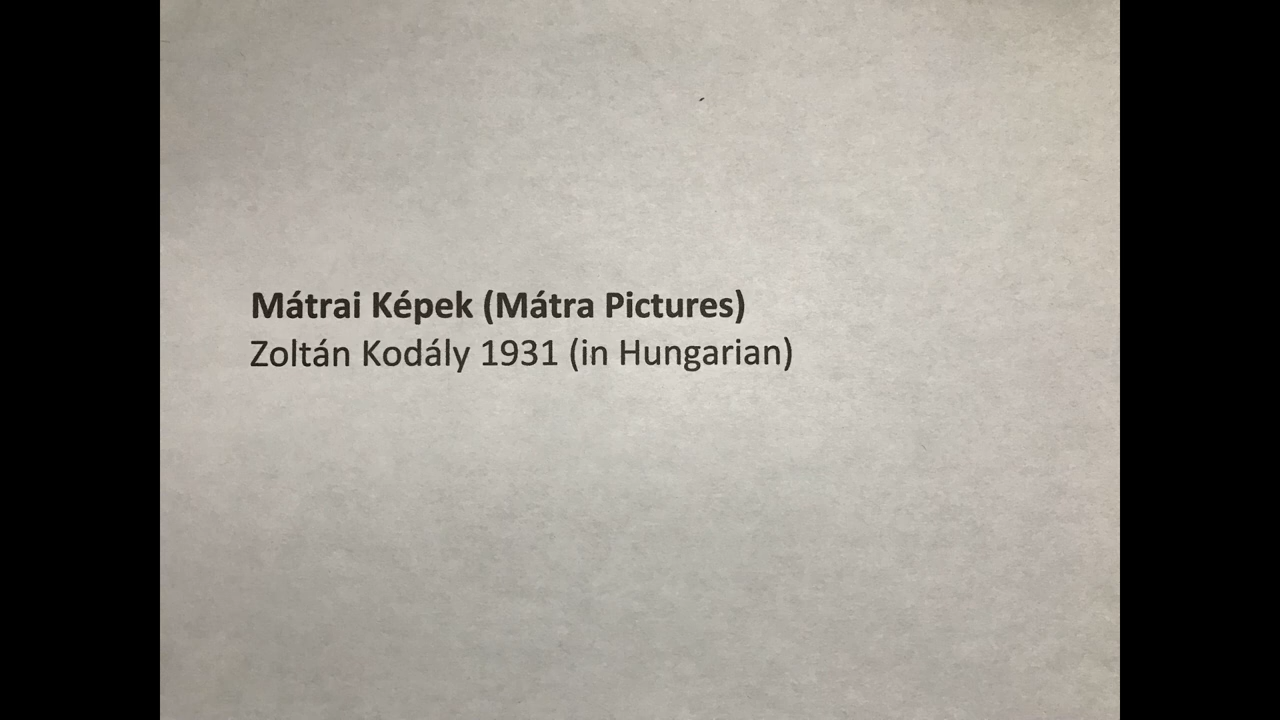 Mátrai Képek (Mátra Pictures)
Zoltán Kodály 1931 (in Hungarian)